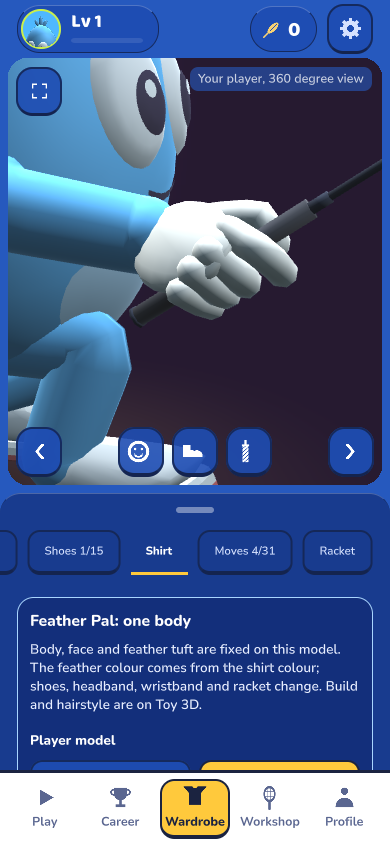 Lv 1
0
Your player, 360 degree view
Shoes 1/15
Shirt
Moves 4/31
Racket
Feather Pal: one body
Body, face and feather tuft are fixed on this model.
The feather colour comes from the shirt colour;
shoes, headband, wristband and racket change. Build
and hairstyle are on Toy 3D.
Player model
Play
Career
Wardrobe
Workshop
Profile